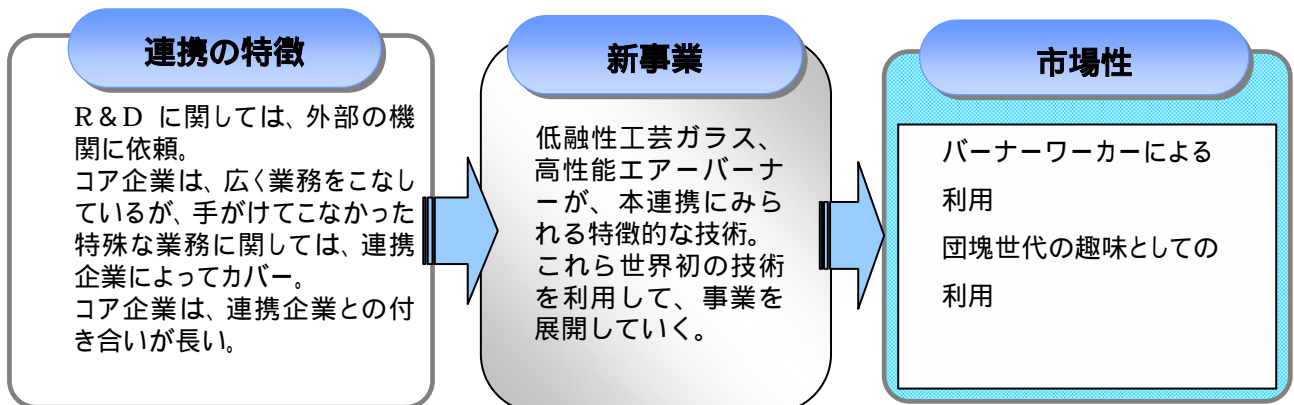 連携の特徴
R＆D に関しては、外部の機
関に依頼。
コア企業は、広く業務をこなし
ているが、手がけてこなかった
特殊な業務に関しては、連携
企業によってカバー。
コア企業は、連携企業との付
き合いが長い。
新事業
低融性工芸ガラス、
高性能エアーバーナ
ーが、本連携にみら
れる特徴的な技術。
これら世界初の技術
を利用して、事業を
展開していく。
市場性
バーナーワーカーによる
利用
団塊世代の趣味としての
利用